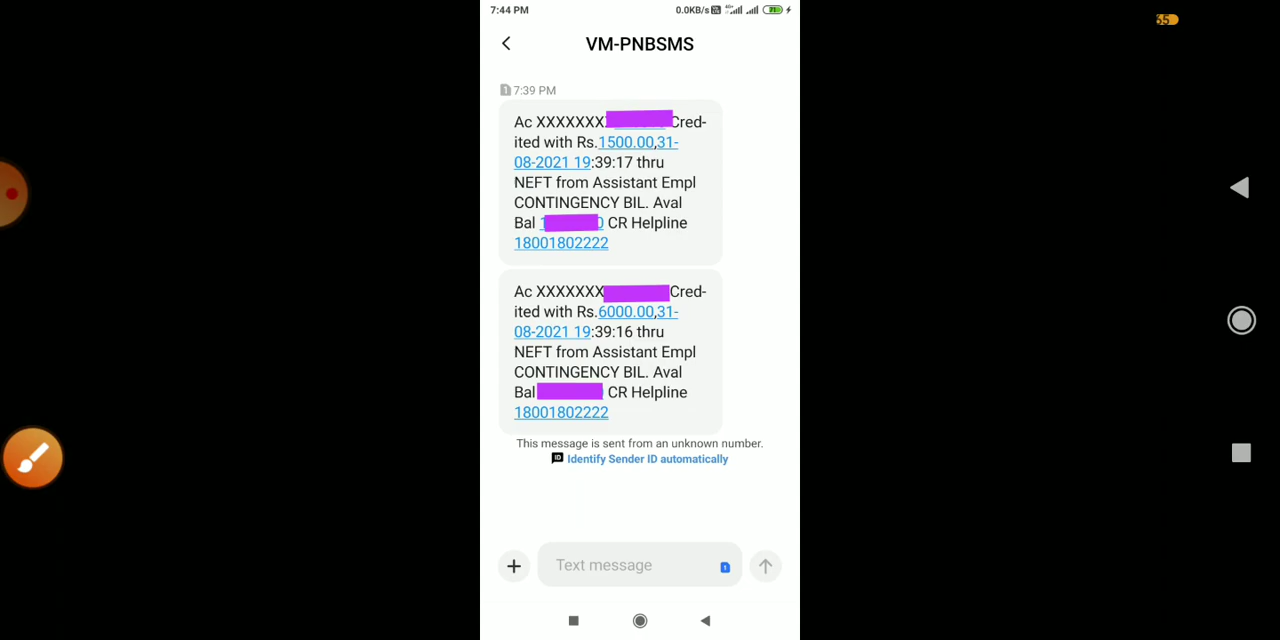 7:44 PM
0.0KB/s
VM-PNBSMS
7:39 PM
Ac XXXXXXX Cred-
ited with Rs.1500.00,31-
08-2021 19:39:17 thru
NEFT from Assistant Empl
CONTINGENCY BIL. Aval
Bal CR Helpline
18001802222
Ac XXXXXXX Cred-
ited with Rs.6000.00,31-
08-2021 19:39:16 thru
NEFT from Assistant Empl
CONTINGENCY BIL. Aval
Bal CR Helpline
18001802222
This message is sent from an unknown number.
ID Identify Sender ID automatically
Text message